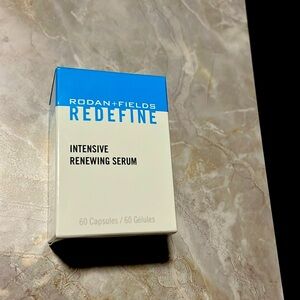 RODAN+FIELDS
REDEFINE
INTENSIVE
RENEWING SERUM
60 Capsules / 60 Gélules